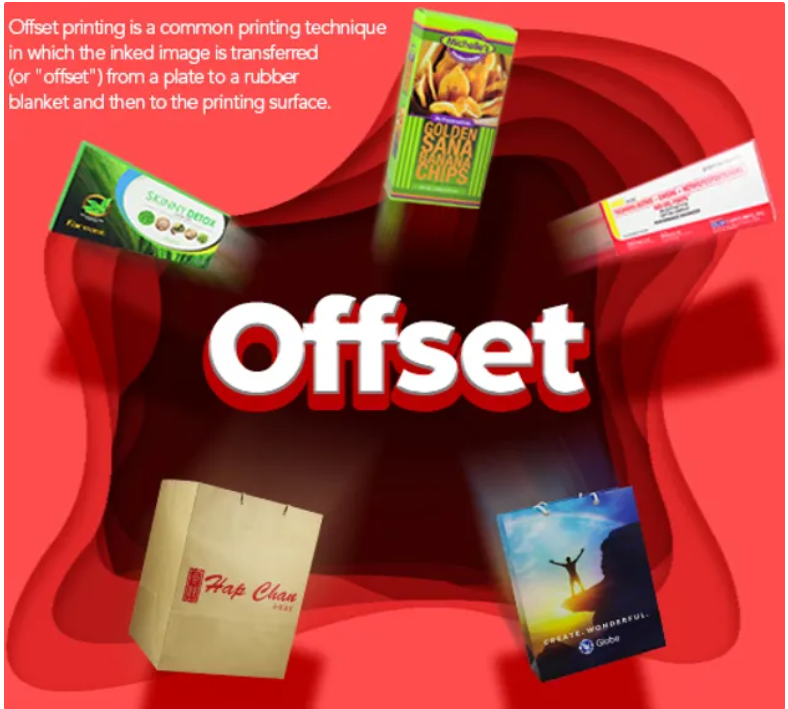 Offset printing is a common printing technique
in which the inked image is transferred
(or "offset") from a plate to a rubber
blanket and then to the printing surface.
Michelle's
GOLDEN
SANA
BANANA
CHIPS
SKINNY DETOX
Offset
Hap Chan
CREATE. WONDERFUL.
Globe